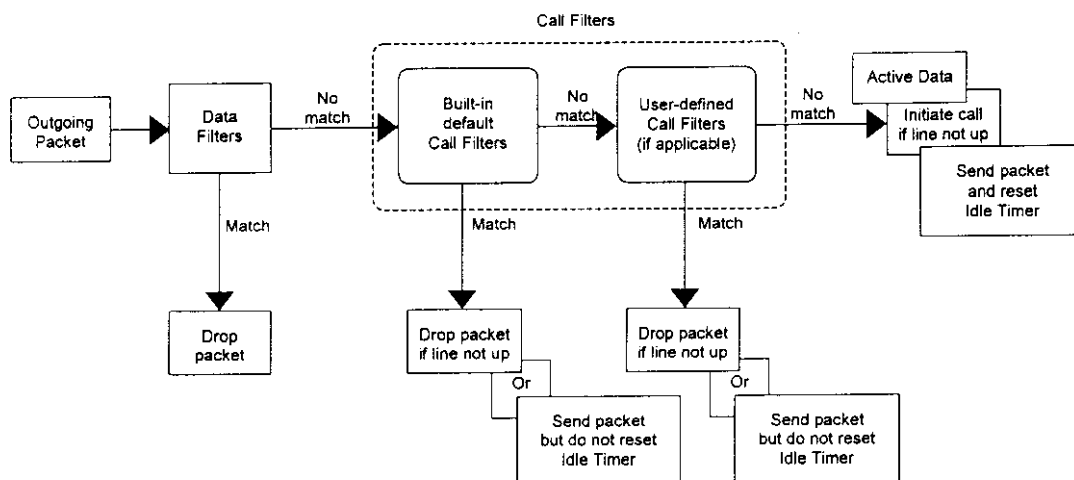 Call Filters
Outgoing
Packet
Data
Filters
No
match
Built-in
default
Call Filters
No
match
User-defined
Call Filters
(if applicable)
No
match
Active Data
Initiate call
if line not up
Send packet
and reset
Idle Timer
Match
Match
Match
Drop
packet
Drop packet
if line not up
Or
Send packet
but do not reset
Idle Timer
Drop packet
if line not up
Or
Send packet
but do not reset
Idle Timer